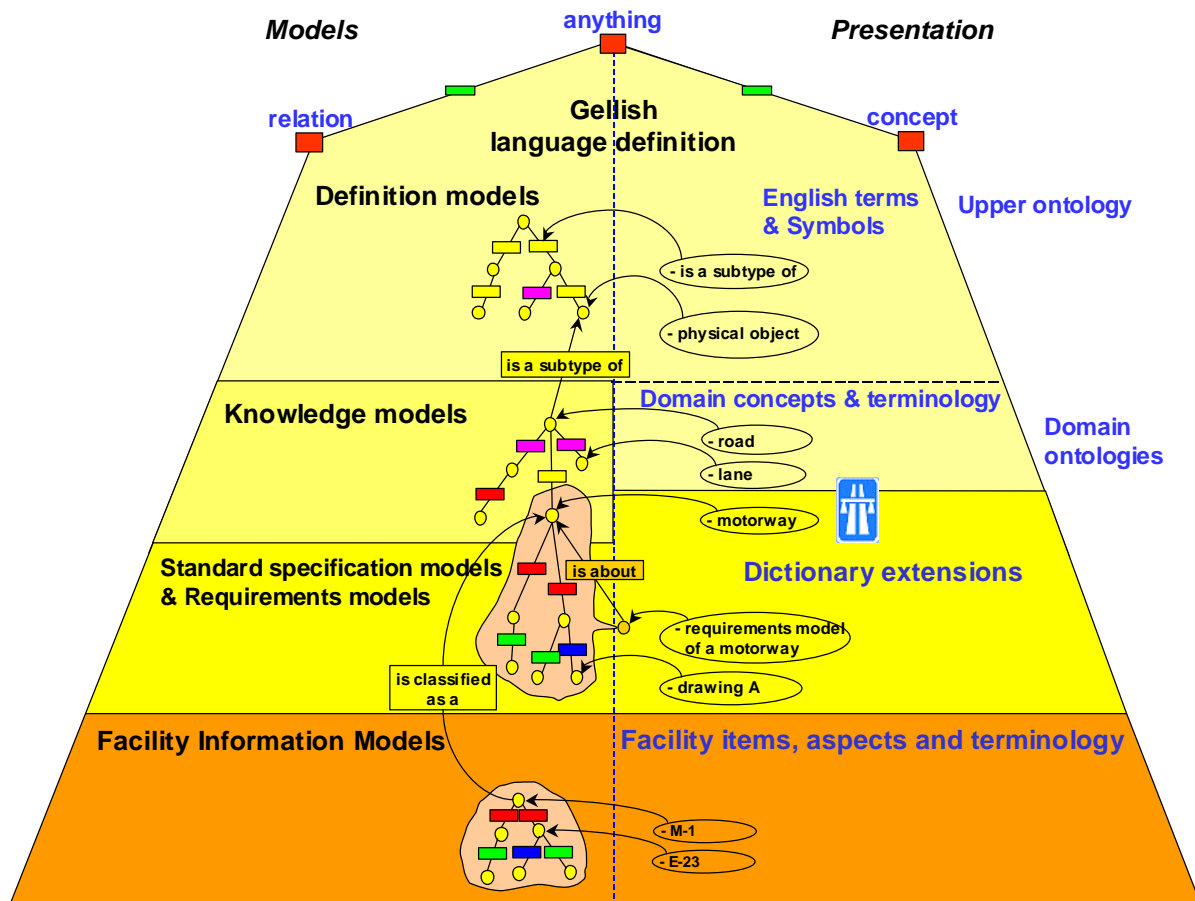 Models
anything
Presentation
relation
Gellish
language definition
concept
Definition models
English terms
& Symbols
Upper ontology
- is a subtype of
- physical object
is a subtype of
Knowledge models
Domain concepts & terminology
- road
- lane
Domain
ontologies
- motorway
Standard specification models
& Requirements models
is about
Dictionary extensions
- requirements model
of a motorway
- drawing A
is classified
as a
Facility Information Models
Facility items, aspects and terminology
- M-1
- E-23